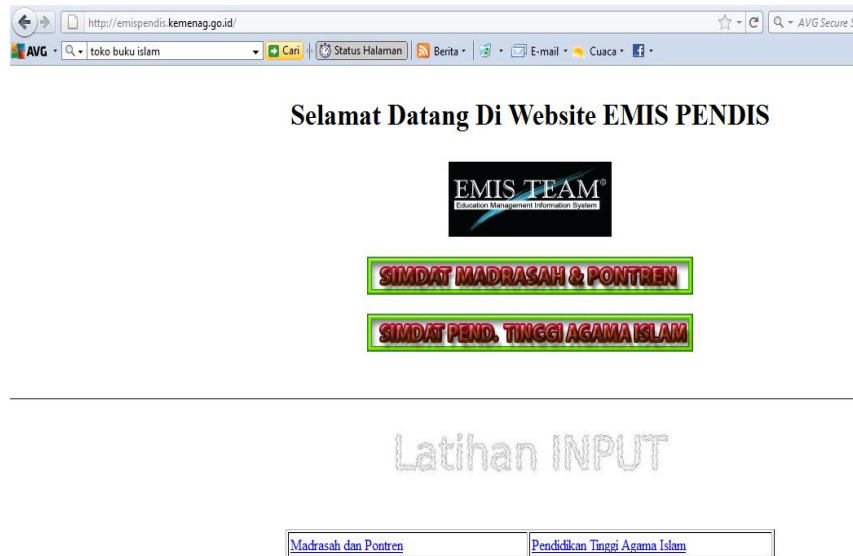 http://emispendis.kemenag.go.id/
AVG Secure S
AVG toko buku islam Cari Status Halaman Berita E-mail Cuaca
Selamat Datang Di Website EMIS PENDIS
EMIS TEAM®
Education Management Information System
SIMDAT MADRASAH & PONTREN
SIMDAT PEND. TINGGI AGAMA ISLAM
Latihan INPUT
Madrasah dan Pontren
Pendidikan Tinggi Agama Islam